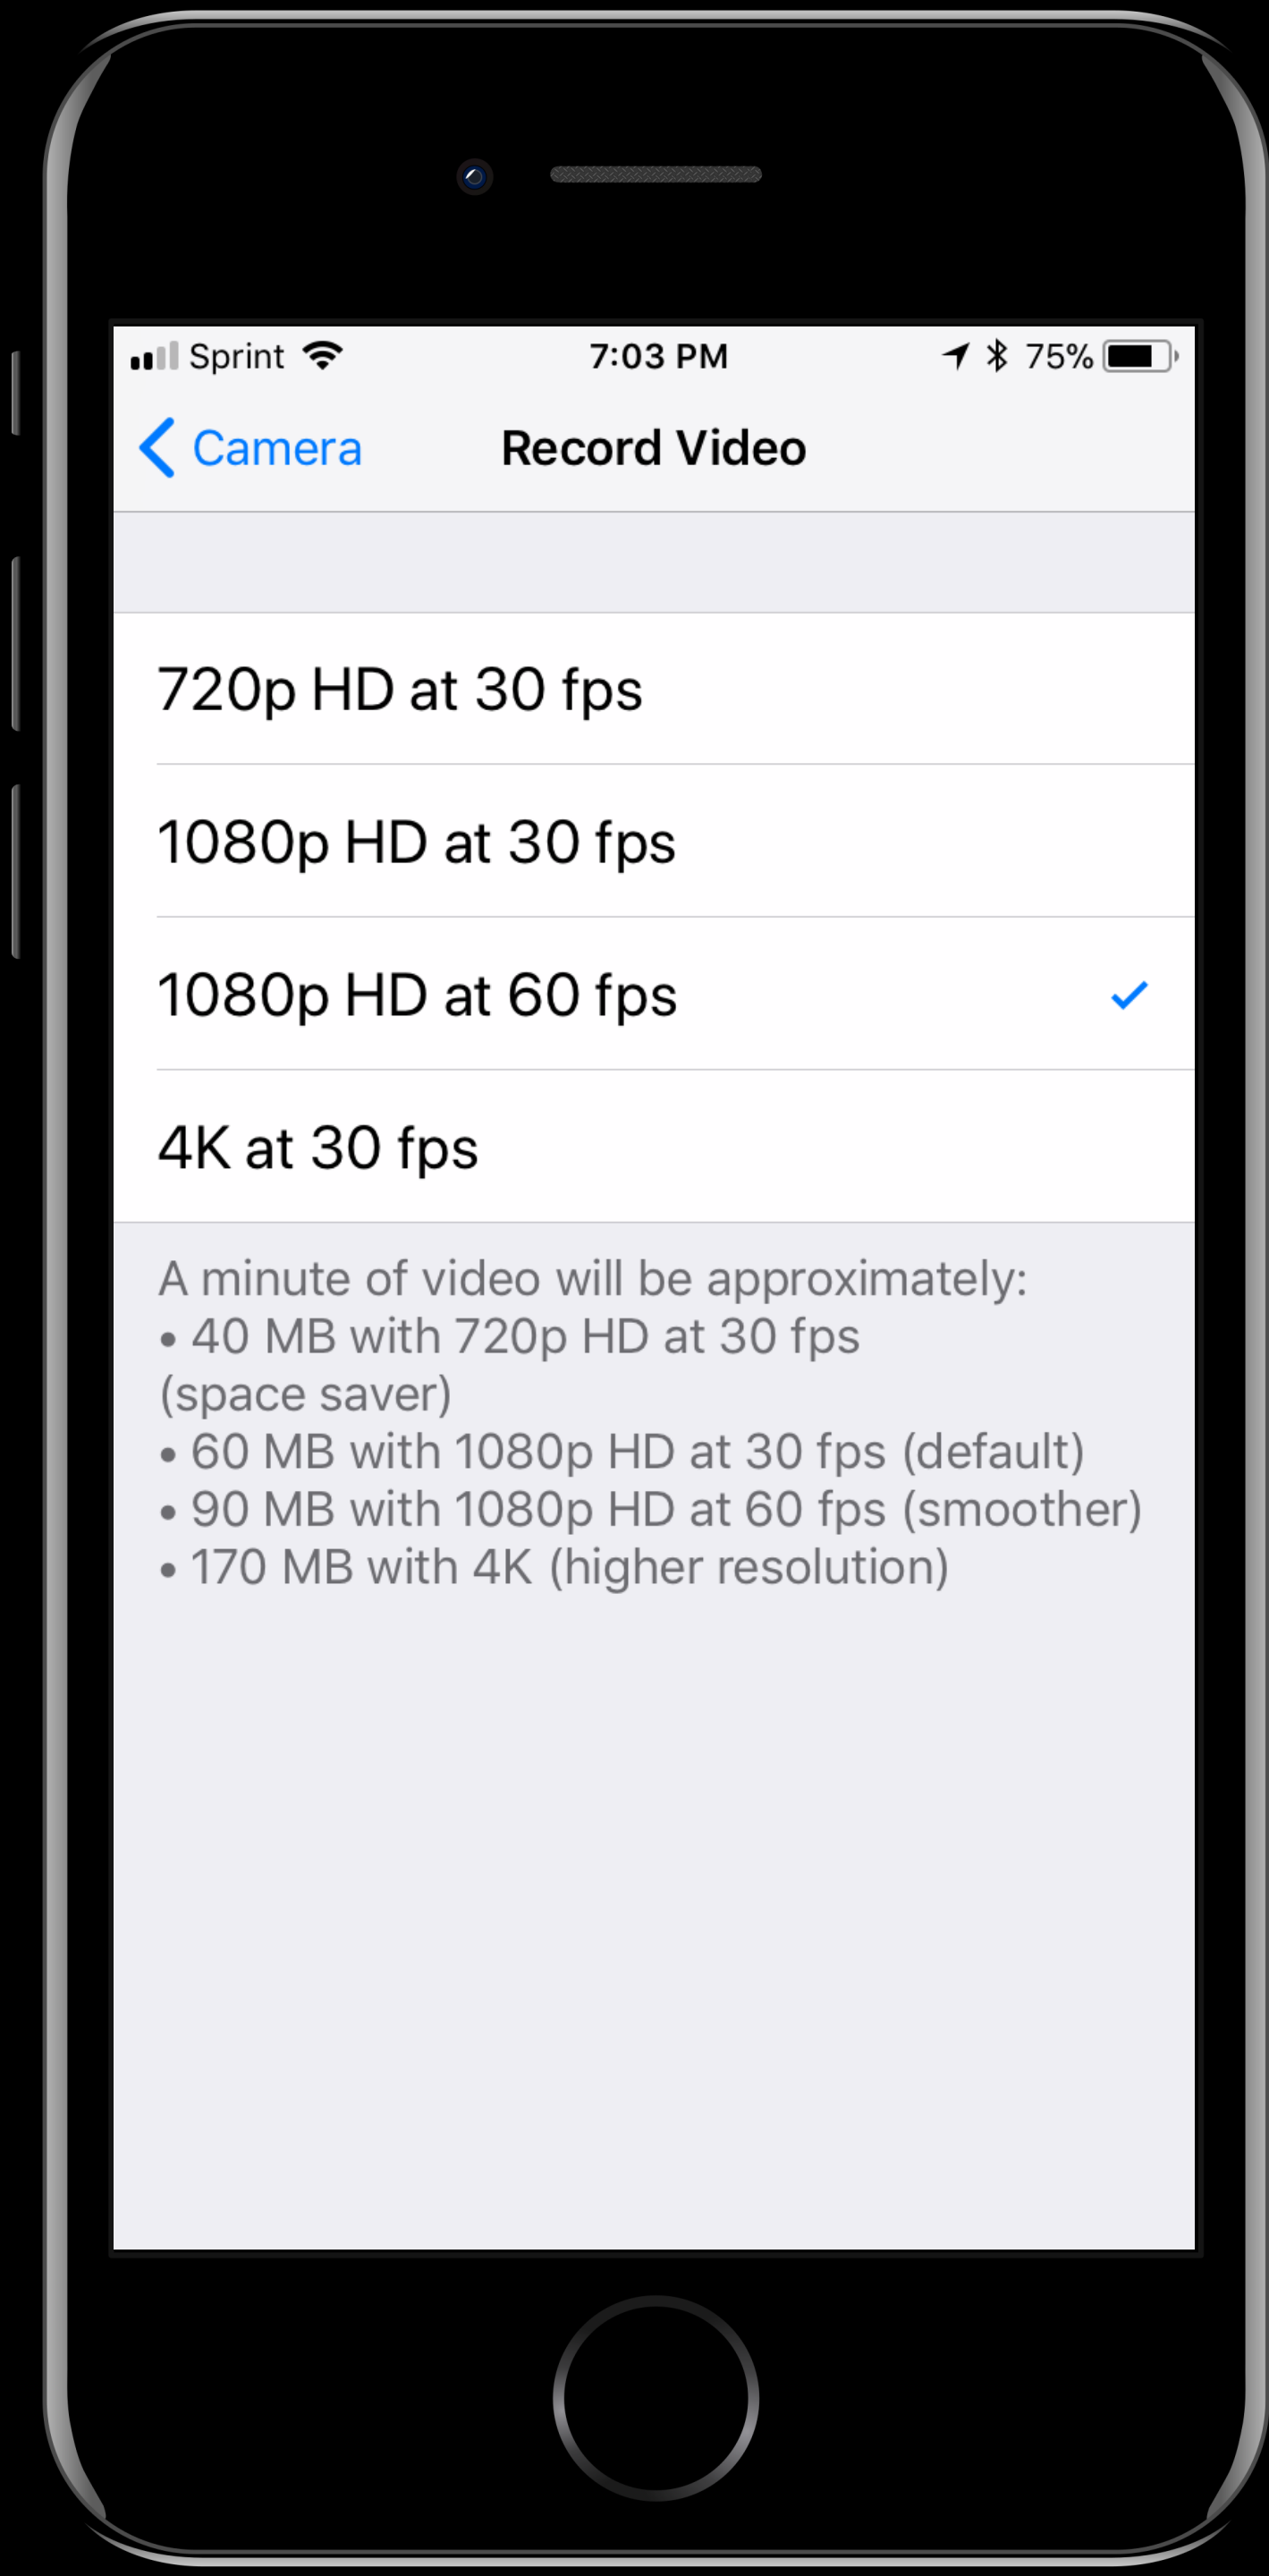 Sprint 7:03 PM 75%
Camera Record Video
720p HD at 30 fps
1080p HD at 30 fps
1080p HD at 60 fps
4K at 30 fps
A minute of video will be approximately:
• 40 MB with 720p HD at 30 fps
(space saver)
• 60 MB with 1080p HD at 30 fps (default)
• 90 MB with 1080p HD at 60 fps (smoother)
• 170 MB with 4K (higher resolution)